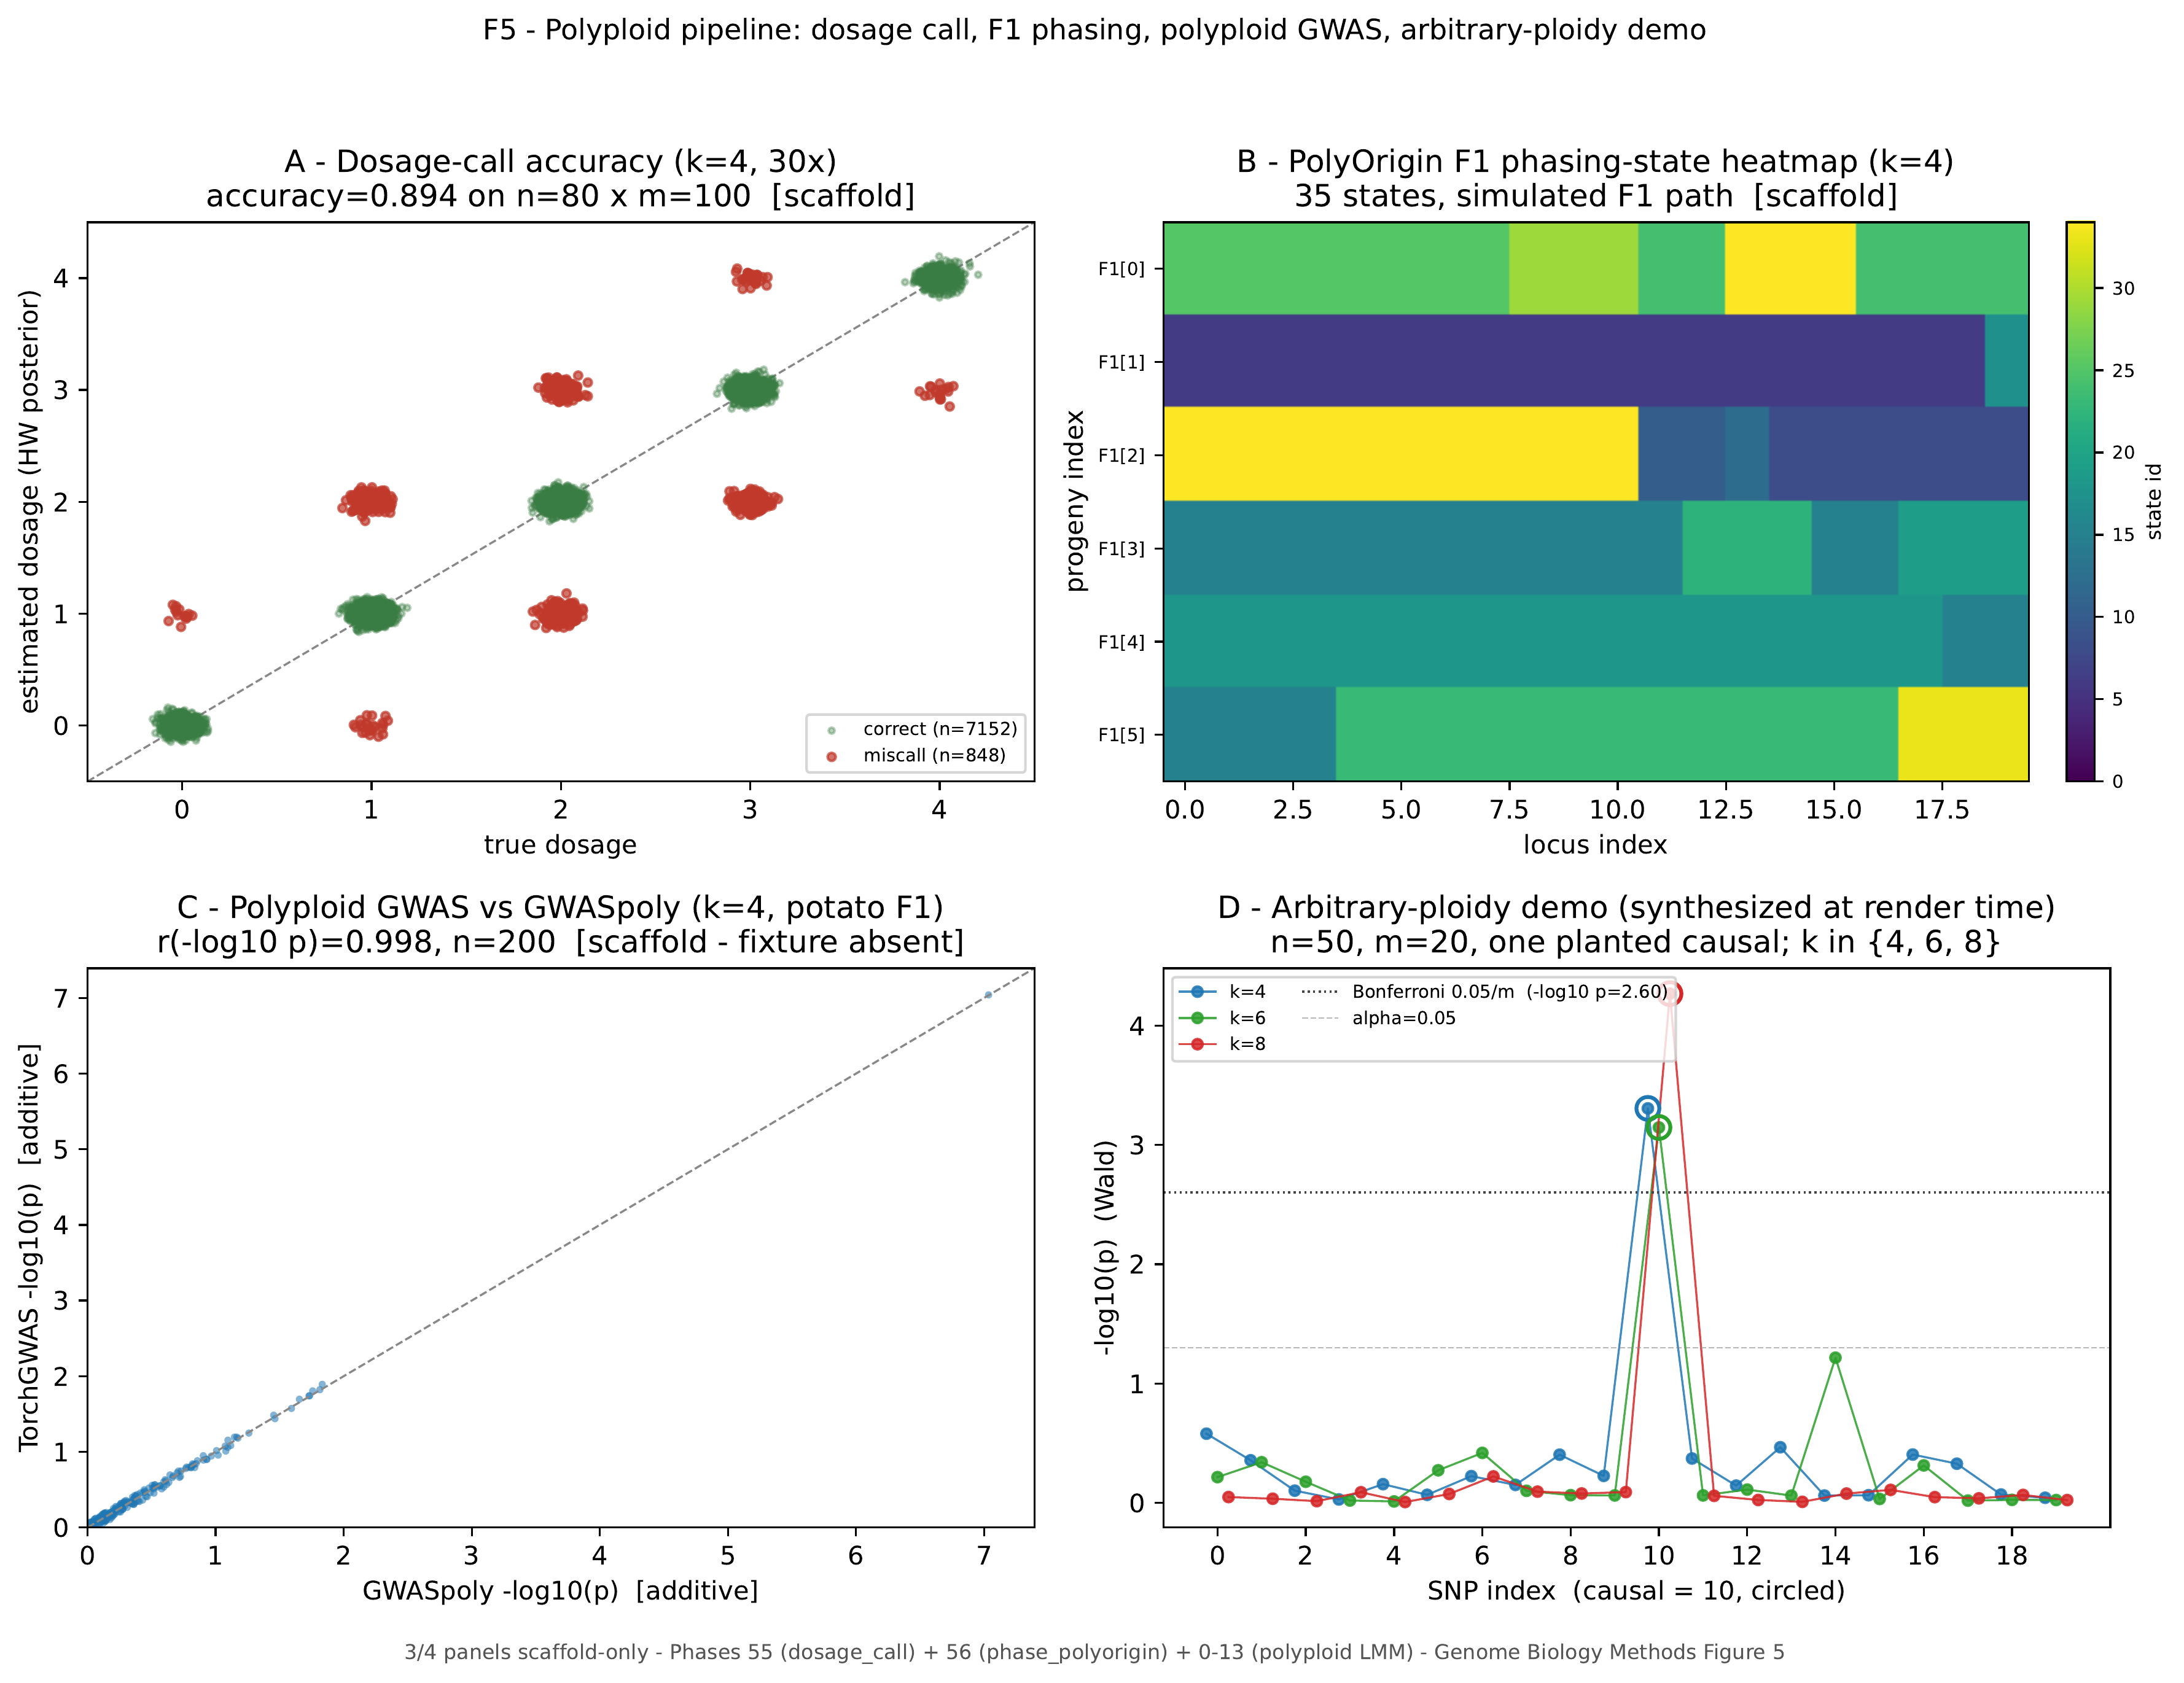 F5 - Polyploid pipeline: dosage call, F1 phasing, polyploid GWAS, arbitrary-ploidy demo
A - Dosage-call accuracy (k=4, 30x)
accuracy=0.894 on n=80 x m=100  [scaffold]
estimated dosage (HW posterior)
4
3
2
1
0
correct (n=7152)
miscall (n=848)
0
1
2
3
4
true dosage
B - PolyOrigin F1 phasing-state heatmap (k=4)
35 states, simulated F1 path  [scaffold]
progeny index
F1[0]
F1[1]
F1[2]
F1[3]
F1[4]
F1[5]
0.0
2.5
5.0
7.5
10.0
12.5
15.0
17.5
locus index
30
25
20
15
10
5
0
state id
C - Polyploid GWAS vs GWASpoly (k=4, potato F1)
r(-log10 p)=0.998, n=200  [scaffold - fixture absent]
TorchGWAS -log10(p)  [additive]
7
6
5
4
3
2
1
0
0
1
2
3
4
5
6
7
GWASpoly -log10(p)  [additive]
D - Arbitrary-ploidy demo (synthesized at render time)
n=50, m=20, one planted causal; k in {4, 6, 8}
-log10(p)  (Wald)
k=4
k=6
k=8
Bonferroni 0.05/m  (-log10 p=2.60)
alpha=0.05
4
3
2
1
0
0
2
4
6
8
10
12
14
16
18
SNP index  (causal = 10, circled)
3/4 panels scaffold-only - Phases 55 (dosage_call) + 56 (phase_polyorigin) + 0-13 (polyploid LMM) - Genome Biology Methods Figure 5